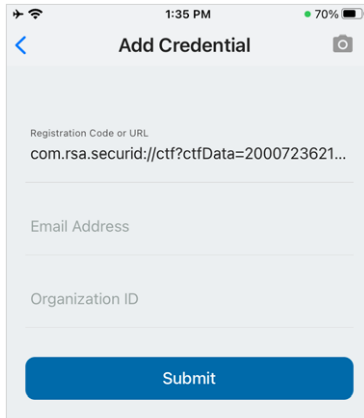 1:35 PM
70%
Add Credential
Registration Code or URL
com.rsa.securid://ctf?ctfData=2000723621...
Email Address
Organization ID
Submit